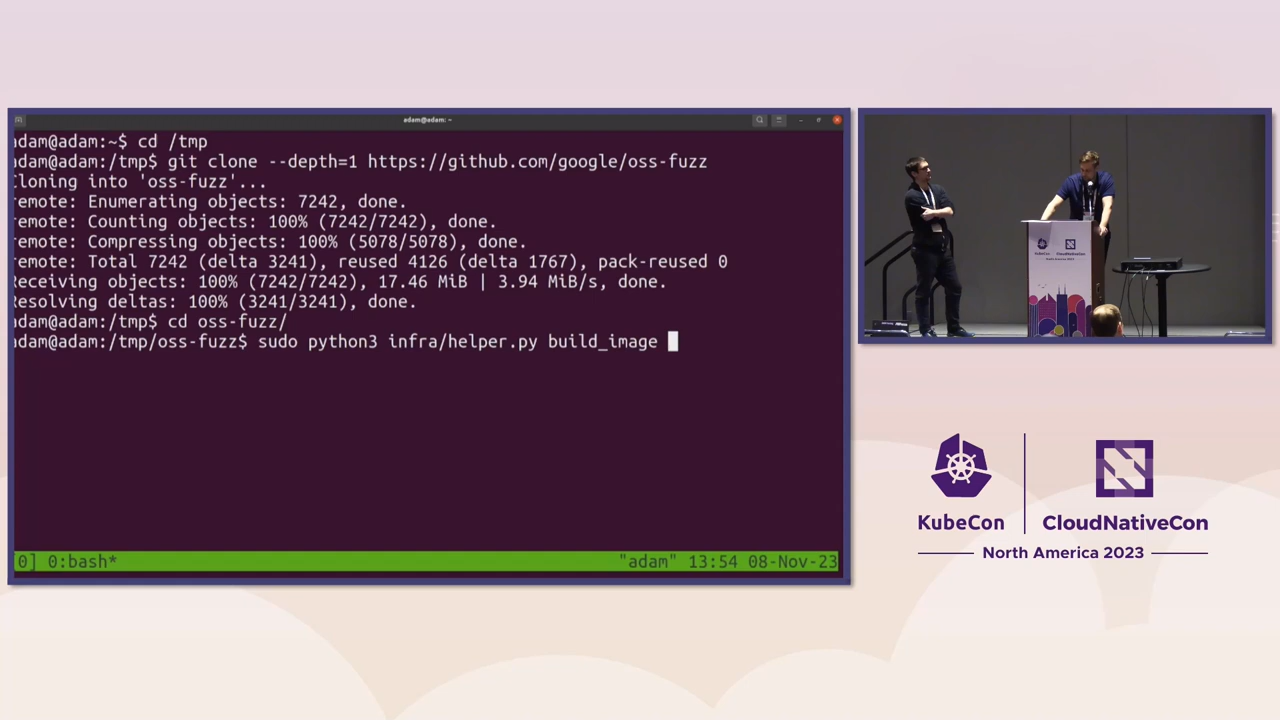 adam@adam: ~
adam@adam:~$ cd /tmp
adam@adam:/tmp$ git clone --depth=1 https://github.com/google/oss-fuzz
Cloning into 'oss-fuzz'...
remote: Enumerating objects: 7242, done.
remote: Counting objects: 100% (7242/7242), done.
remote: Compressing objects: 100% (5078/5078), done.
remote: Total 7242 (delta 3241), reused 4126 (delta 1767), pack-reused 0
Receiving objects: 100% (7242/7242), 17.46 MiB | 3.94 MiB/s, done.
Resolving deltas: 100% (3241/3241), done.
adam@adam:/tmp$ cd oss-fuzz/
adam@adam:/tmp/oss-fuzz$ sudo python3 infra/helper.py build_image
0] 0:bash* "adam" 13:54 08-Nov-23
KubeCon CloudNativeCon
KubeCon CloudNativeCon
North America 2023